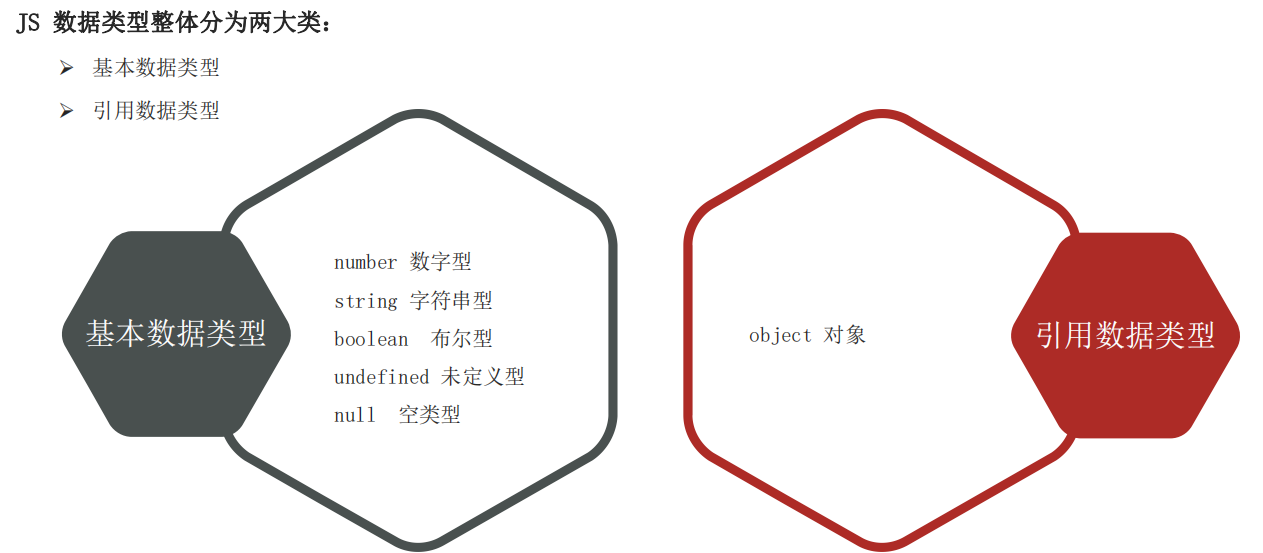 JS 数据类型整体分为两大类：
基本数据类型
引用数据类型
基本数据类型
number 数字型
string 字符串型
boolean 布尔型
undefined 未定义型
null 空类型
object 对象
引用数据类型